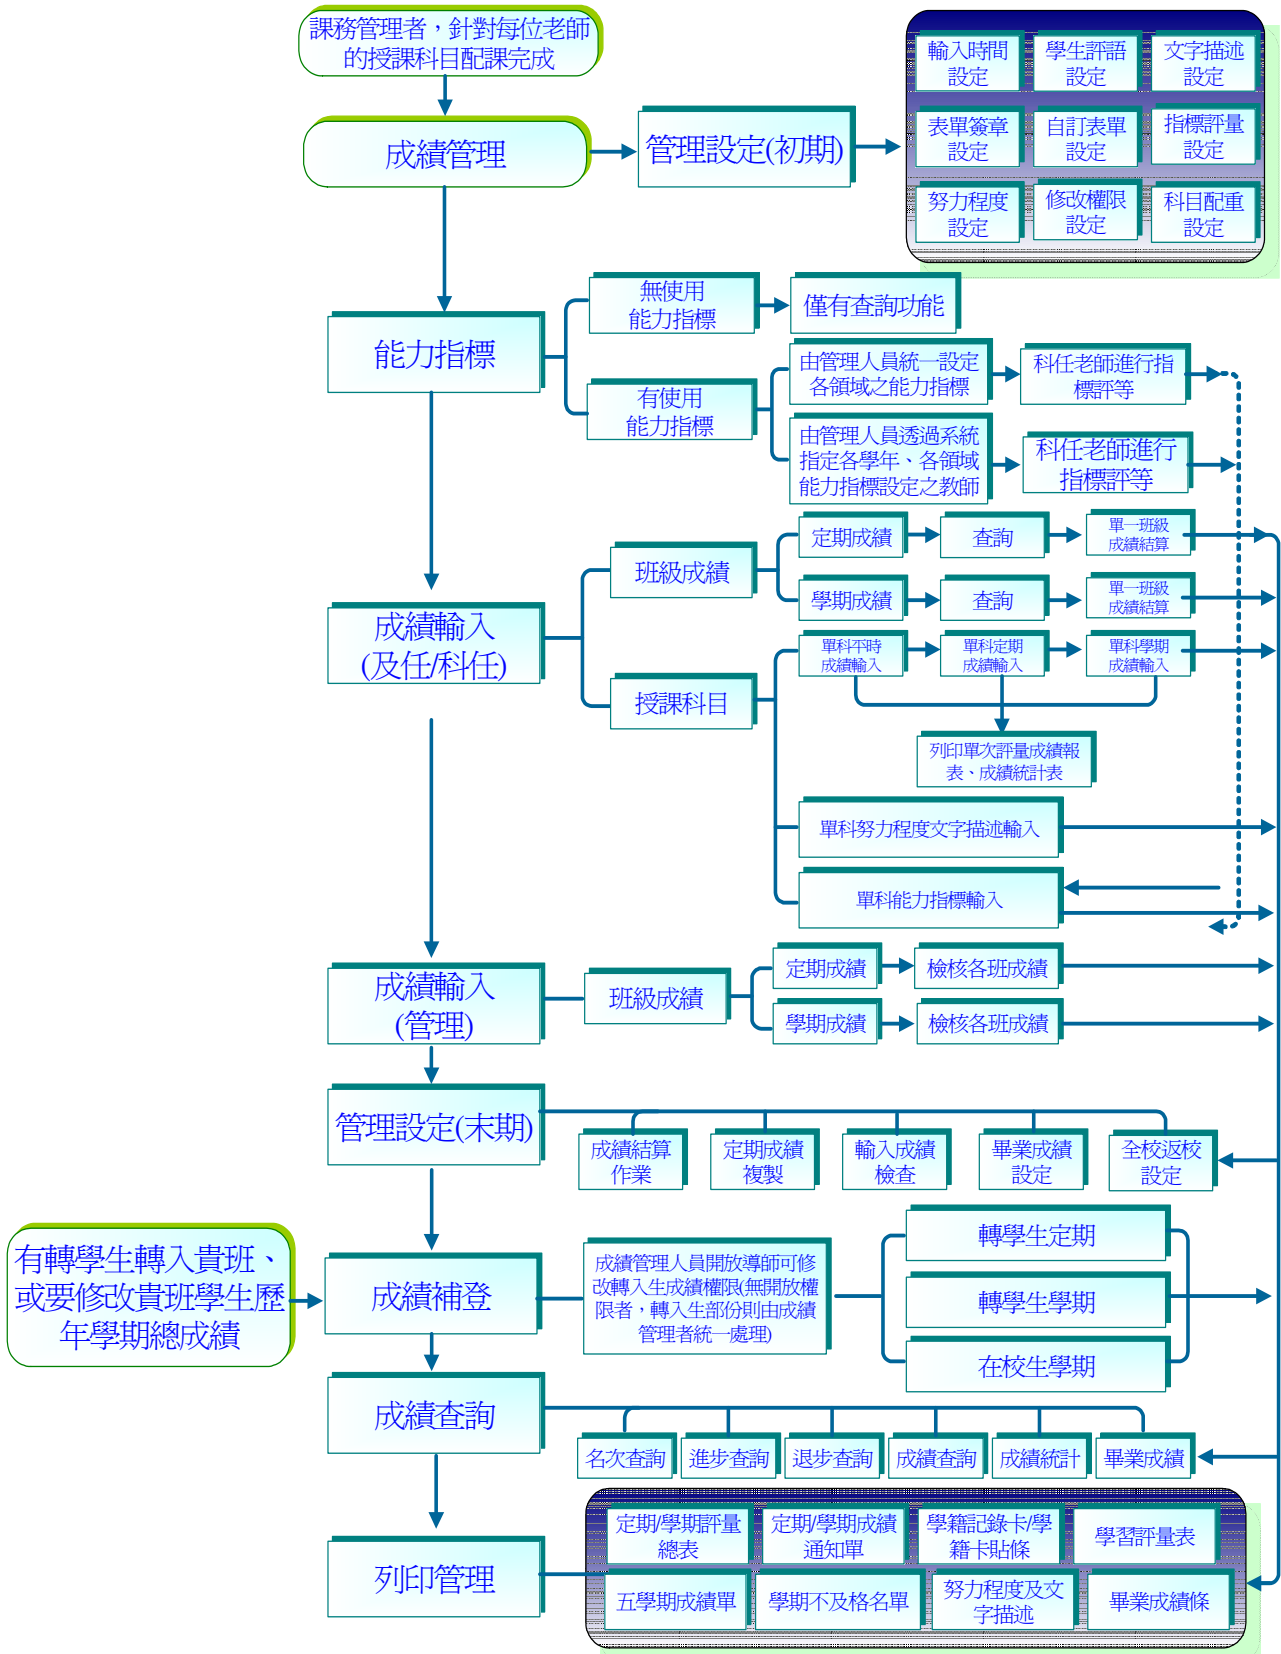 課務管理者，針對每位老師
的授課科目配課完成
成績管理
管理設定(初期)
輸入時間
設定
學生評語
設定
文字描述
設定
表單簽章
設定
自訂表單
設定
指標評量
設定
努力程度
設定
修改權限
設定
科目配重
設定
能力指標
無使用
能力指標
僅有查詢功能
有使用
能力指標
由管理人員統一設定
各領域之能力指標
科任老師進行指
標評等
由管理人員透過系統
指定各學年、各領域
能力指標設定之教師
科任老師進行
指標評等
成績輸入
(及任/科任)
班級成績
定期成績
查詢
單一班級
成績結算
學期成績
查詢
單一班級
成績結算
授課科目
單科平時
成績輸入
單科定期
成績輸入
單科學期
成績輸入
列印單次評量成績報
表、成績統計表
單科努力程度文字描述輸入
單科能力指標輸入
成績輸入
(管理)
班級成績
定期成績
檢核各班成績
學期成績
檢核各班成績
管理設定(末期)
成績結算
作業
定期成績
複製
輸入成績
檢查
畢業成績
設定
全校返校
設定
有轉學生轉入貴班、
或要修改貴班學生歷
年學期總成績
成績補登
成績管理人員開放導師可修
改轉入生成績權限(無開放權
限者，轉入生部份則由成績
管理者統一處理)
轉學生定期
轉學生學期
在校生學期
成績查詢
名次查詢
進步查詢
退步查詢
成績查詢
成績統計
畢業成績
列印管理
定期/學期評量
總表
定期/學期成績
通知單
學籍記錄卡/學
籍卡貼條
學習評量表
五學期成績單
學期不及格名單
努力程度及文
字描述
畢業成績條